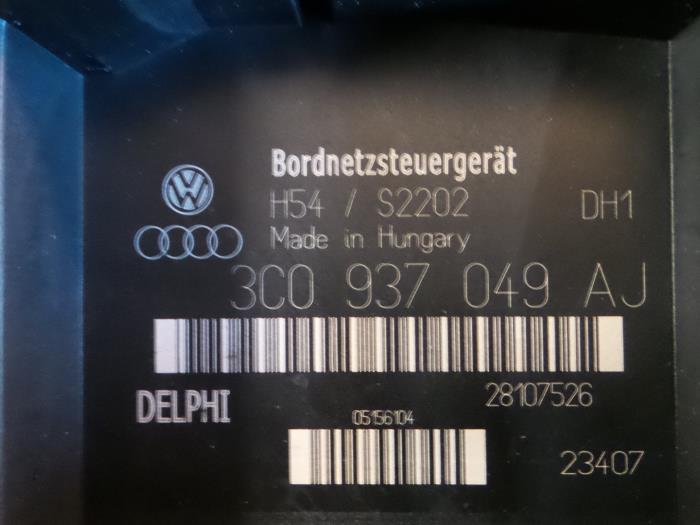 Bordnetzsteuergerät
H54 / S2202 DH1
Made in Hungary
3C0 937 049 AJ
DELPHI
28107526
05156104
23407